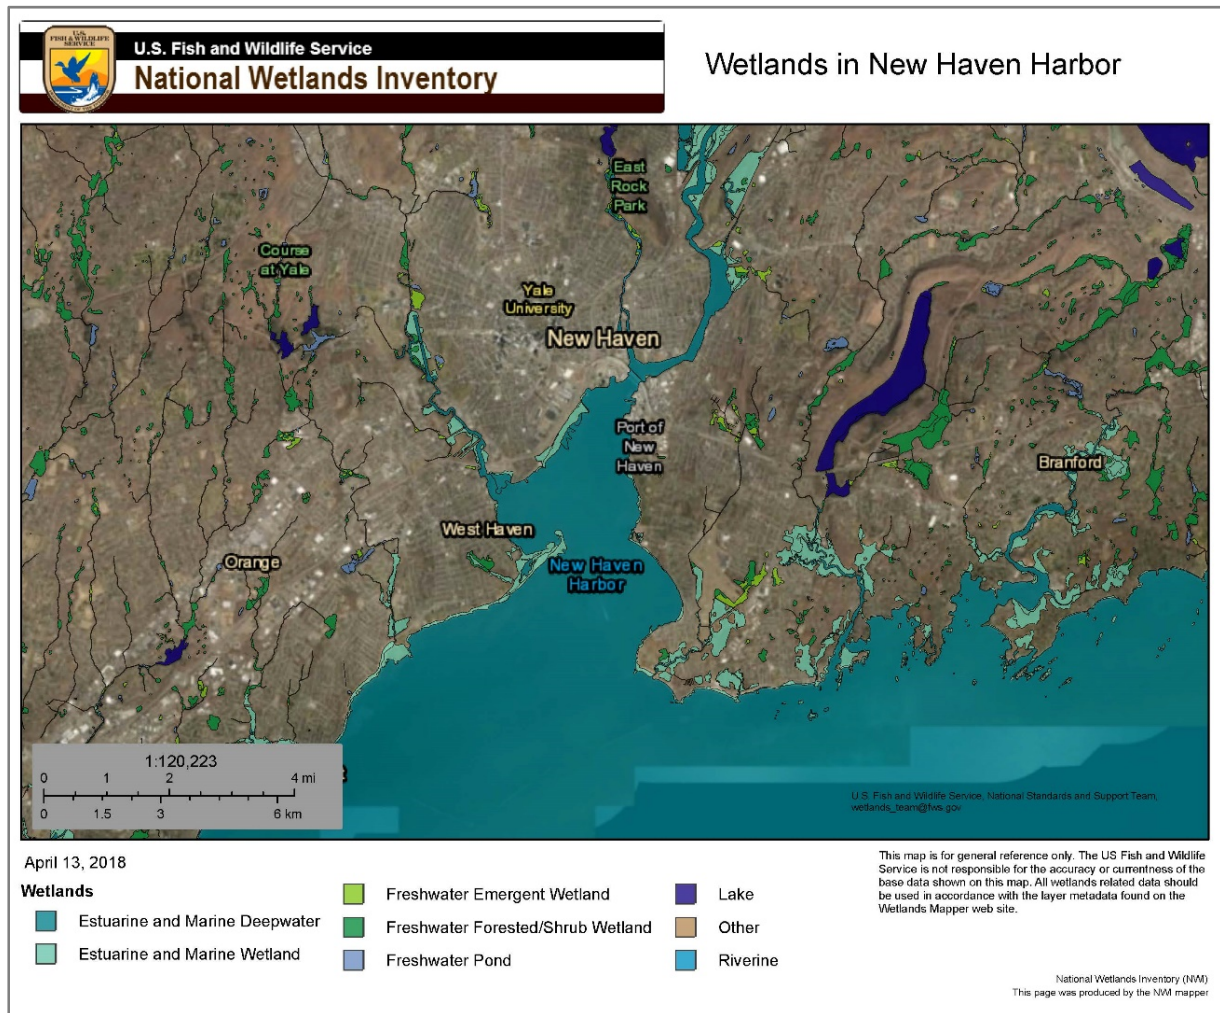 U.S.
FISH & WILDLIFE
SERVICE
U.S. Fish and Wildlife Service
National Wetlands Inventory
Wetlands in New Haven Harbor
East
Rock
Park
Course
at Yale
Yale
University
New Haven
Port of
New
Haven
Branford
West Haven
Orange
New Haven
Harbor
1:120,223
0 1 2 4 mi
0 1.5 3 6 km
U.S. Fish and Wildlife Service, National Standards and Support Team,
wetlands_team@fws.gov
April 13, 2018
This map is for general reference only. The US Fish and Wildlife
Service is not responsible for the accuracy or currentness of the
base data shown on this map. All wetlands related data should
be used in accordance with the layer metadata found on the
Wetlands Mapper web site.
Wetlands
Estuarine and Marine Deepwater
Estuarine and Marine Wetland
Freshwater Emergent Wetland
Freshwater Forested/Shrub Wetland
Freshwater Pond
Lake
Other
Riverine
National Wetlands Inventory (NWI)
This page was produced by the NWI mapper